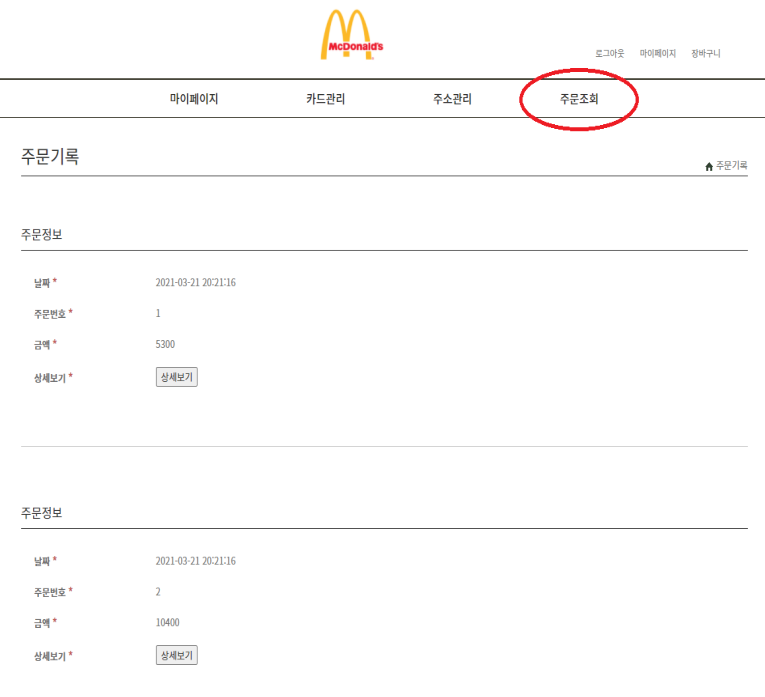 McDonald's
로그아웃 마이페이지 장바구니
마이페이지 카드관리 주소관리 주문조회
주문기록
주문기록
주문정보
날짜 * 2021-03-21 20:21:16
주문번호 * 1
금액 * 5300
상세보기 * 상세보기
주문정보
날짜 * 2021-03-21 20:21:16
주문번호 * 2
금액 * 10400
상세보기 * 상세보기